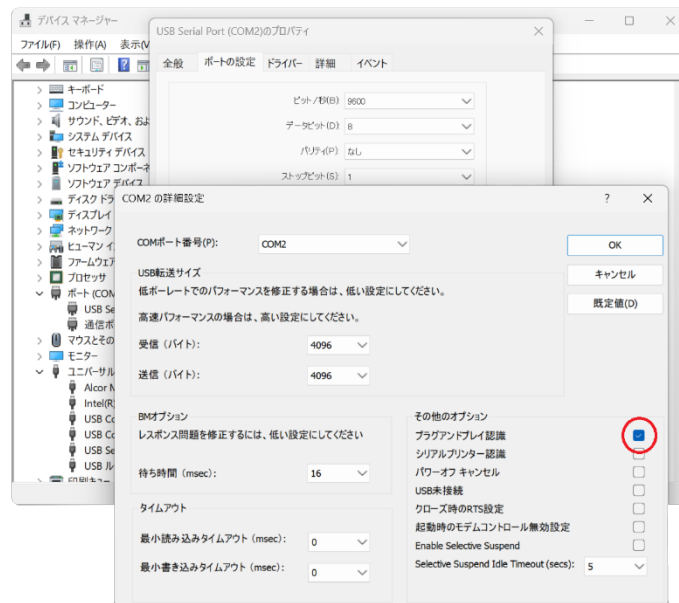 デバイス マネージャー
ファイル(F) 操作(A) 表示(V
キーボード
コンピューター
サウンド、ビデオ、およ
システム デバイス
セキュリティ デバイス
ソフトウェア コンポーネ
ソフトウェア デバイス
ディスク ドラ
ディスプレイ
ネットワーク
ヒューマン イ
ファームウェア
プロセッサ
ポート (COM
USB Se
通信ポ
マウスとその
モニター
ユニバーサル
Alcor M
Intel(R)
USB Co
USB Co
USB Se
USB ル
印刷キュー
USB Serial Port (COM2)のプロパティ
全般 ポートの設定 ドライバー 詳細 イベント
ビット/秒(B) 9600
データビット(D) 8
パリティ(P) なし
ストップビット(S) 1
COM2 の詳細設定
?
COMポート番号(P): COM2
OK
キャンセル
既定値(D)
USB転送サイズ
低ボーレートでのパフォーマンスを修正する場合は、低い設定にしてください。
高速パフォーマンスの場合は、高い設定にしてください。
受信 (バイト): 4096
送信 (バイト): 4096
BMオプション
レスポンス問題を修正するには、低い設定にしてください
待ち時間 (msec): 16
タイムアウト
最小読み込みタイムアウト (msec): 0
最小書き込みタイムアウト (msec): 0
その他のオプション
プラグアンドプレイ認識
シリアルプリンター認識
パワーオフ キャンセル
USB未接続
クローズ時のRTS設定
起動時のモデムコントロール無効設定
Enable Selective Suspend
Selective Suspend Idle Timeout (secs): 5